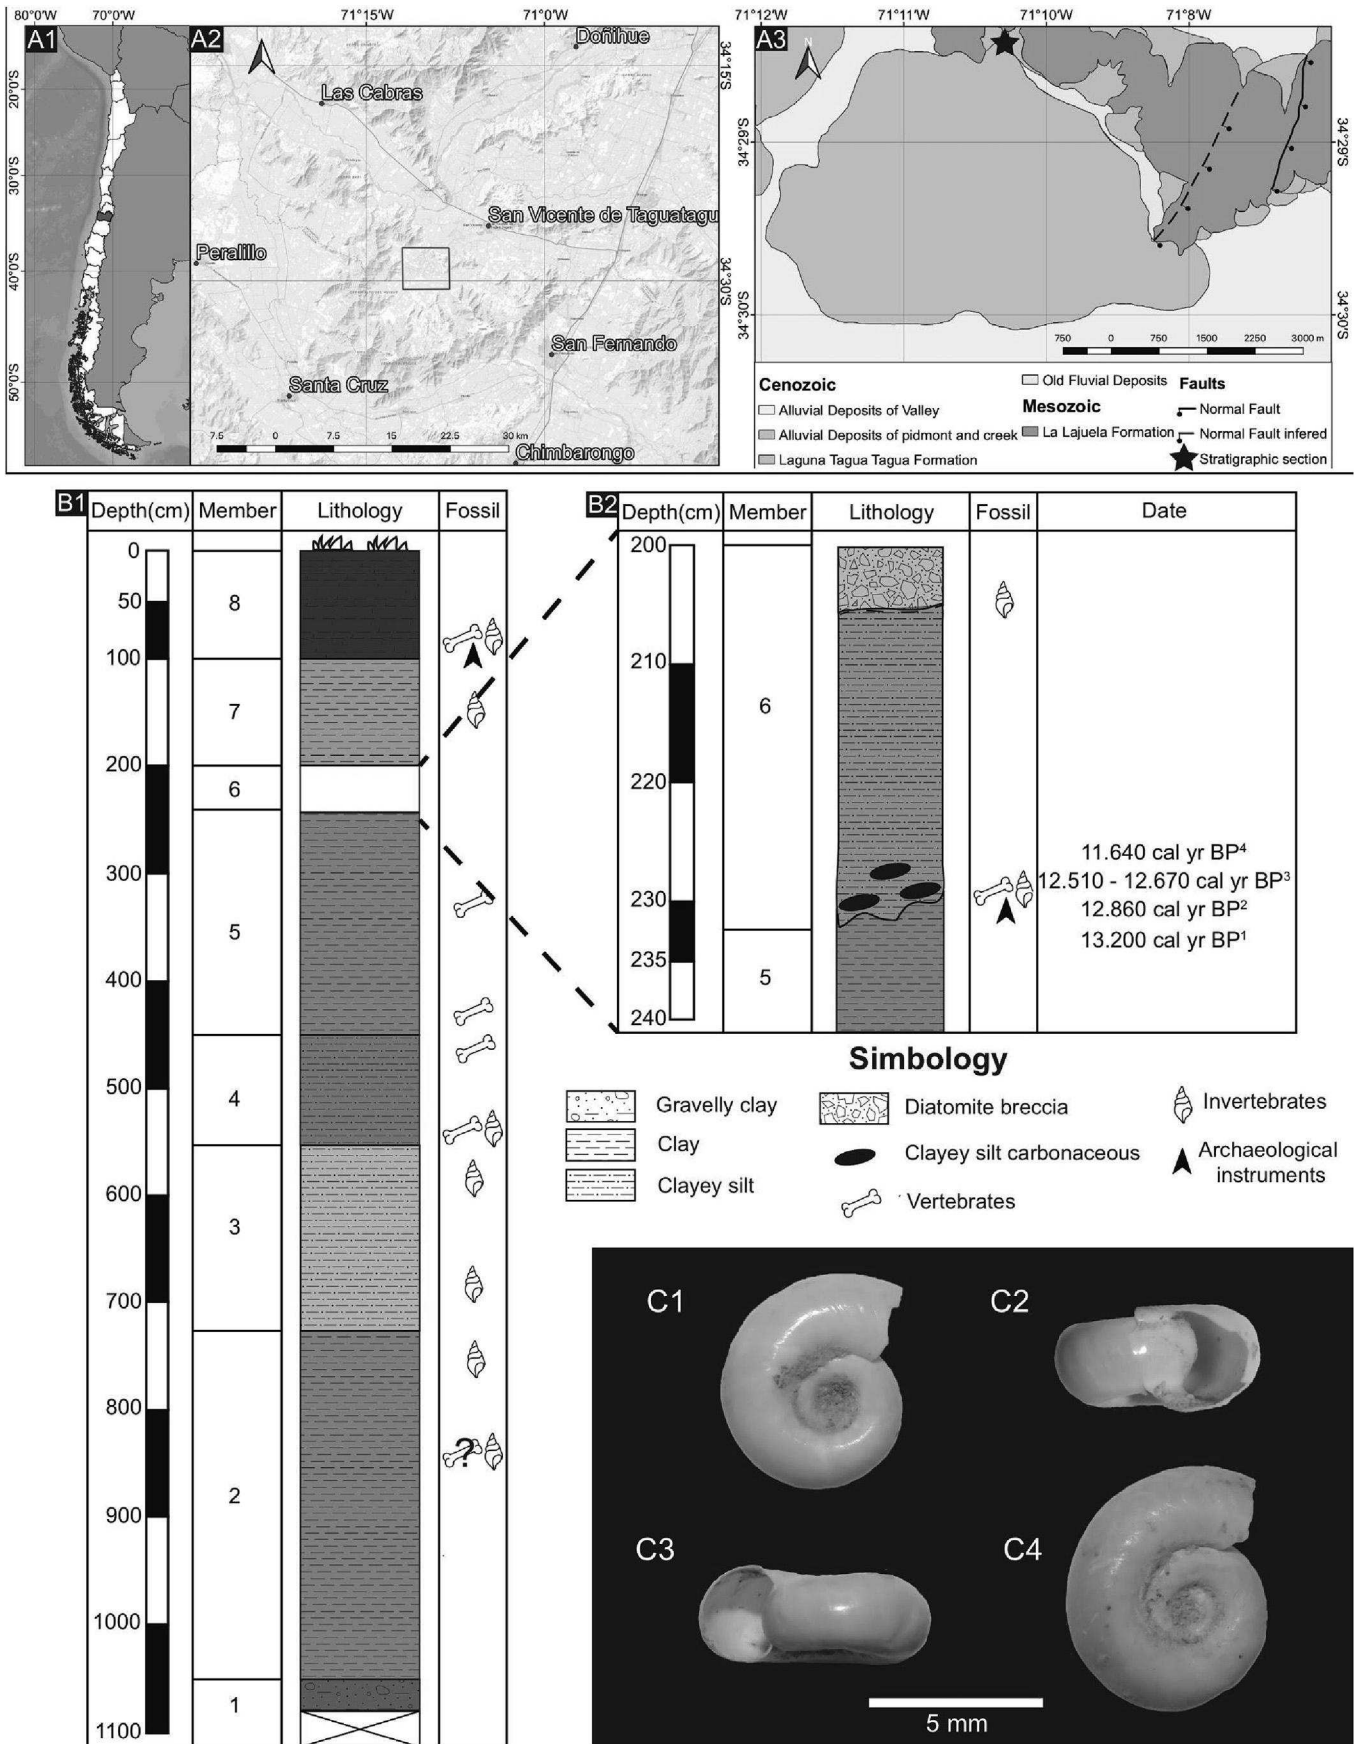 A1
80°00'W
70°00'W
20°0'S
30°0'S
40°0'S
50°0'S
A2
71°15'W
71°0'W
34°15'S
34°30'S
Doñihue
Las Cabras
San Vicente de Taguatagu
Peralillo
San Fernando
Santa Cruz
Chimbarongo
7.5 0 7.5 15 22.5 30 km
A3
71°12'W
71°11'W
71°10'W
71°8'W
N
34°29'S
34°29'S
34°30'S
34°30'S
750 0 750 1500 2250 3000 m
Cenozoic
Alluvial Deposits of Valley
Alluvial Deposits of pidmont and creek
Laguna Tagua Tagua Formation
Old Fluvial Deposits
Mesozoic
La Lajuela Formation
Faults
Normal Fault
Normal Fault infered
Stratigraphic section
B1
Depth(cm) Member Lithology Fossil
0
50
100
200
300
400
500
600
700
800
900
1000
1100
8
7
6
5
4
3
2
1
?
B2
Depth(cm) Member Lithology Fossil Date
200
210
220
230
235
240
6
5
11.640 cal yr BP⁴
12.510 - 12.670 cal yr BP³
12.860 cal yr BP²
13.200 cal yr BP¹
Simbology
Gravelly clay
Clay
Clayey silt
Diatomite breccia
Clayey silt carbonaceous
Vertebrates
Invertebrates
Archaeological
instruments
C1
C2
C3
C4
5 mm